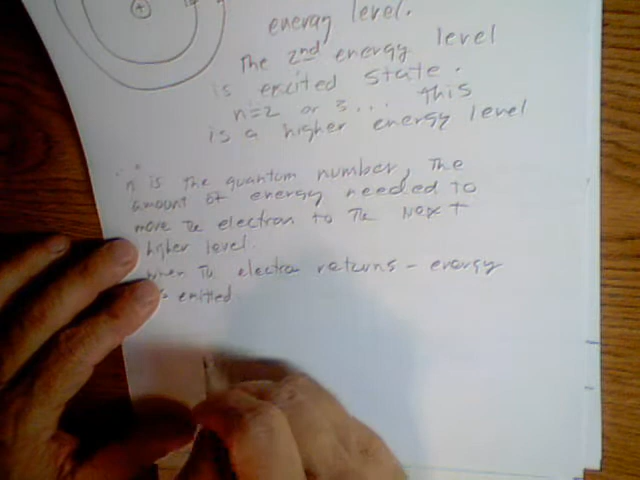 +
energy level.
The 2nd energy level
is excited state.
n=2 or 3... this
is a higher energy level
"n" is the quantum number, The
amount of energy needed to
move the electron to the next
higher level.
when the electron returns - energy
emitted